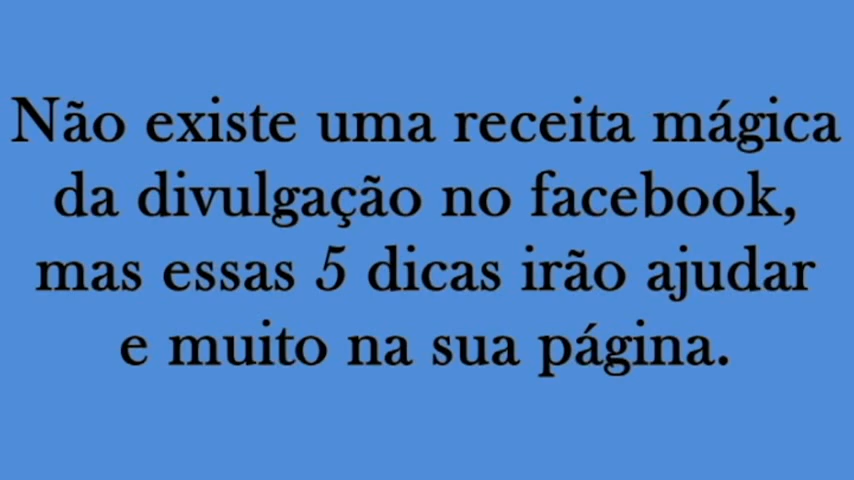 Não existe uma receita mágica
da divulgação no facebook,
mas essas 5 dicas irão ajudar
e muito na sua página.